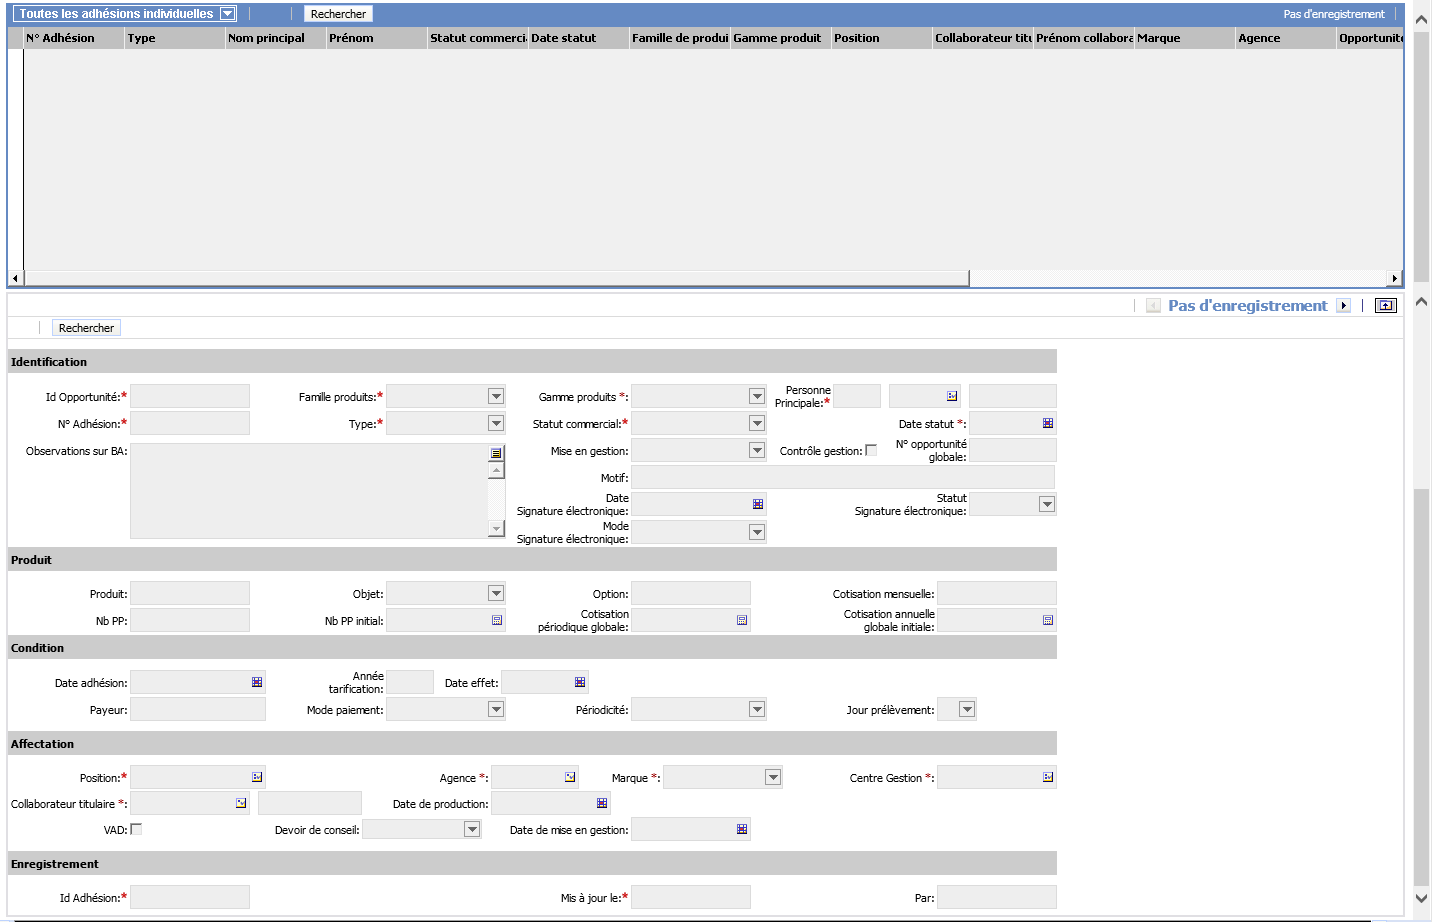 Toutes les adhésions individuelles Rechercher Pas d'enregistrement
N° Adhésion Type Nom principal Prénom Statut commerci Date statut Famille de produi Gamme produit Position Collaborateur titu Prénom collabora Marque Agence Opportunité
Pas d'enregistrement
Rechercher
Identification
Id Opportunité:* Famille produits:* Gamme produits *: Personne Principale:*
N° Adhésion:* Type:* Statut commercial:* Date statut *:
Observations sur BA: Mise en gestion: Contrôle gestion: N° opportunité globale:
Motif:
Date Signature électronique: Statut Signature électronique:
Mode Signature électronique:
Produit
Produit: Objet: Option: Cotisation mensuelle:
Nb PP: Nb PP initial: Cotisation périodique globale: Cotisation annuelle globale initiale:
Condition
Date adhésion: Année tarification: Date effet:
Payeur: Mode paiement: Périodicité: Jour prélèvement:
Affectation
Position:* Agence *: Marque *: Centre Gestion *:
Collaborateur titulaire *: Date de production:
VAD: Devoir de conseil: Date de mise en gestion:
Enregistrement
Id Adhésion:* Mis à jour le:* Par: